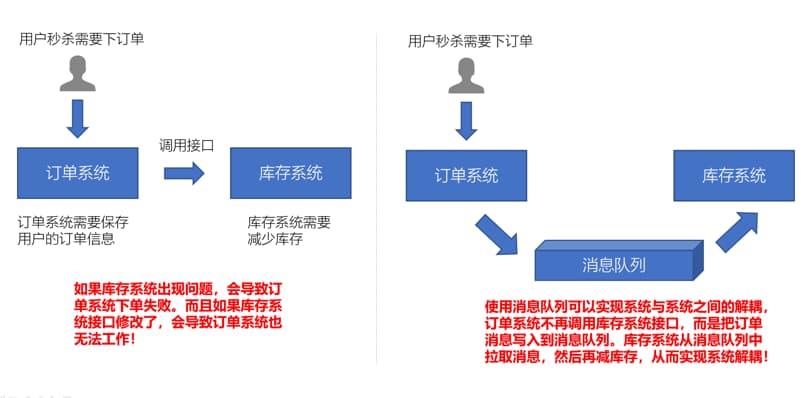 用户秒杀需要下订单
订单系统
调用接口
库存系统
订单系统需要保存
用户的订单信息
库存系统需要
减少库存
如果库存系统出现问题，会导致订
单系统下单失败。而且如果库存系
统接口修改了，会导致订单系统也
无法工作！
用户秒杀需要下订单
订单系统
库存系统
消息队列
使用消息队列可以实现系统与系统之间的解耦，
订单系统不再调用库存系统接口，而是把订单
消息写入到消息队列。库存系统从消息队列中
拉取消息，然后再减库存，从而实现系统解耦！